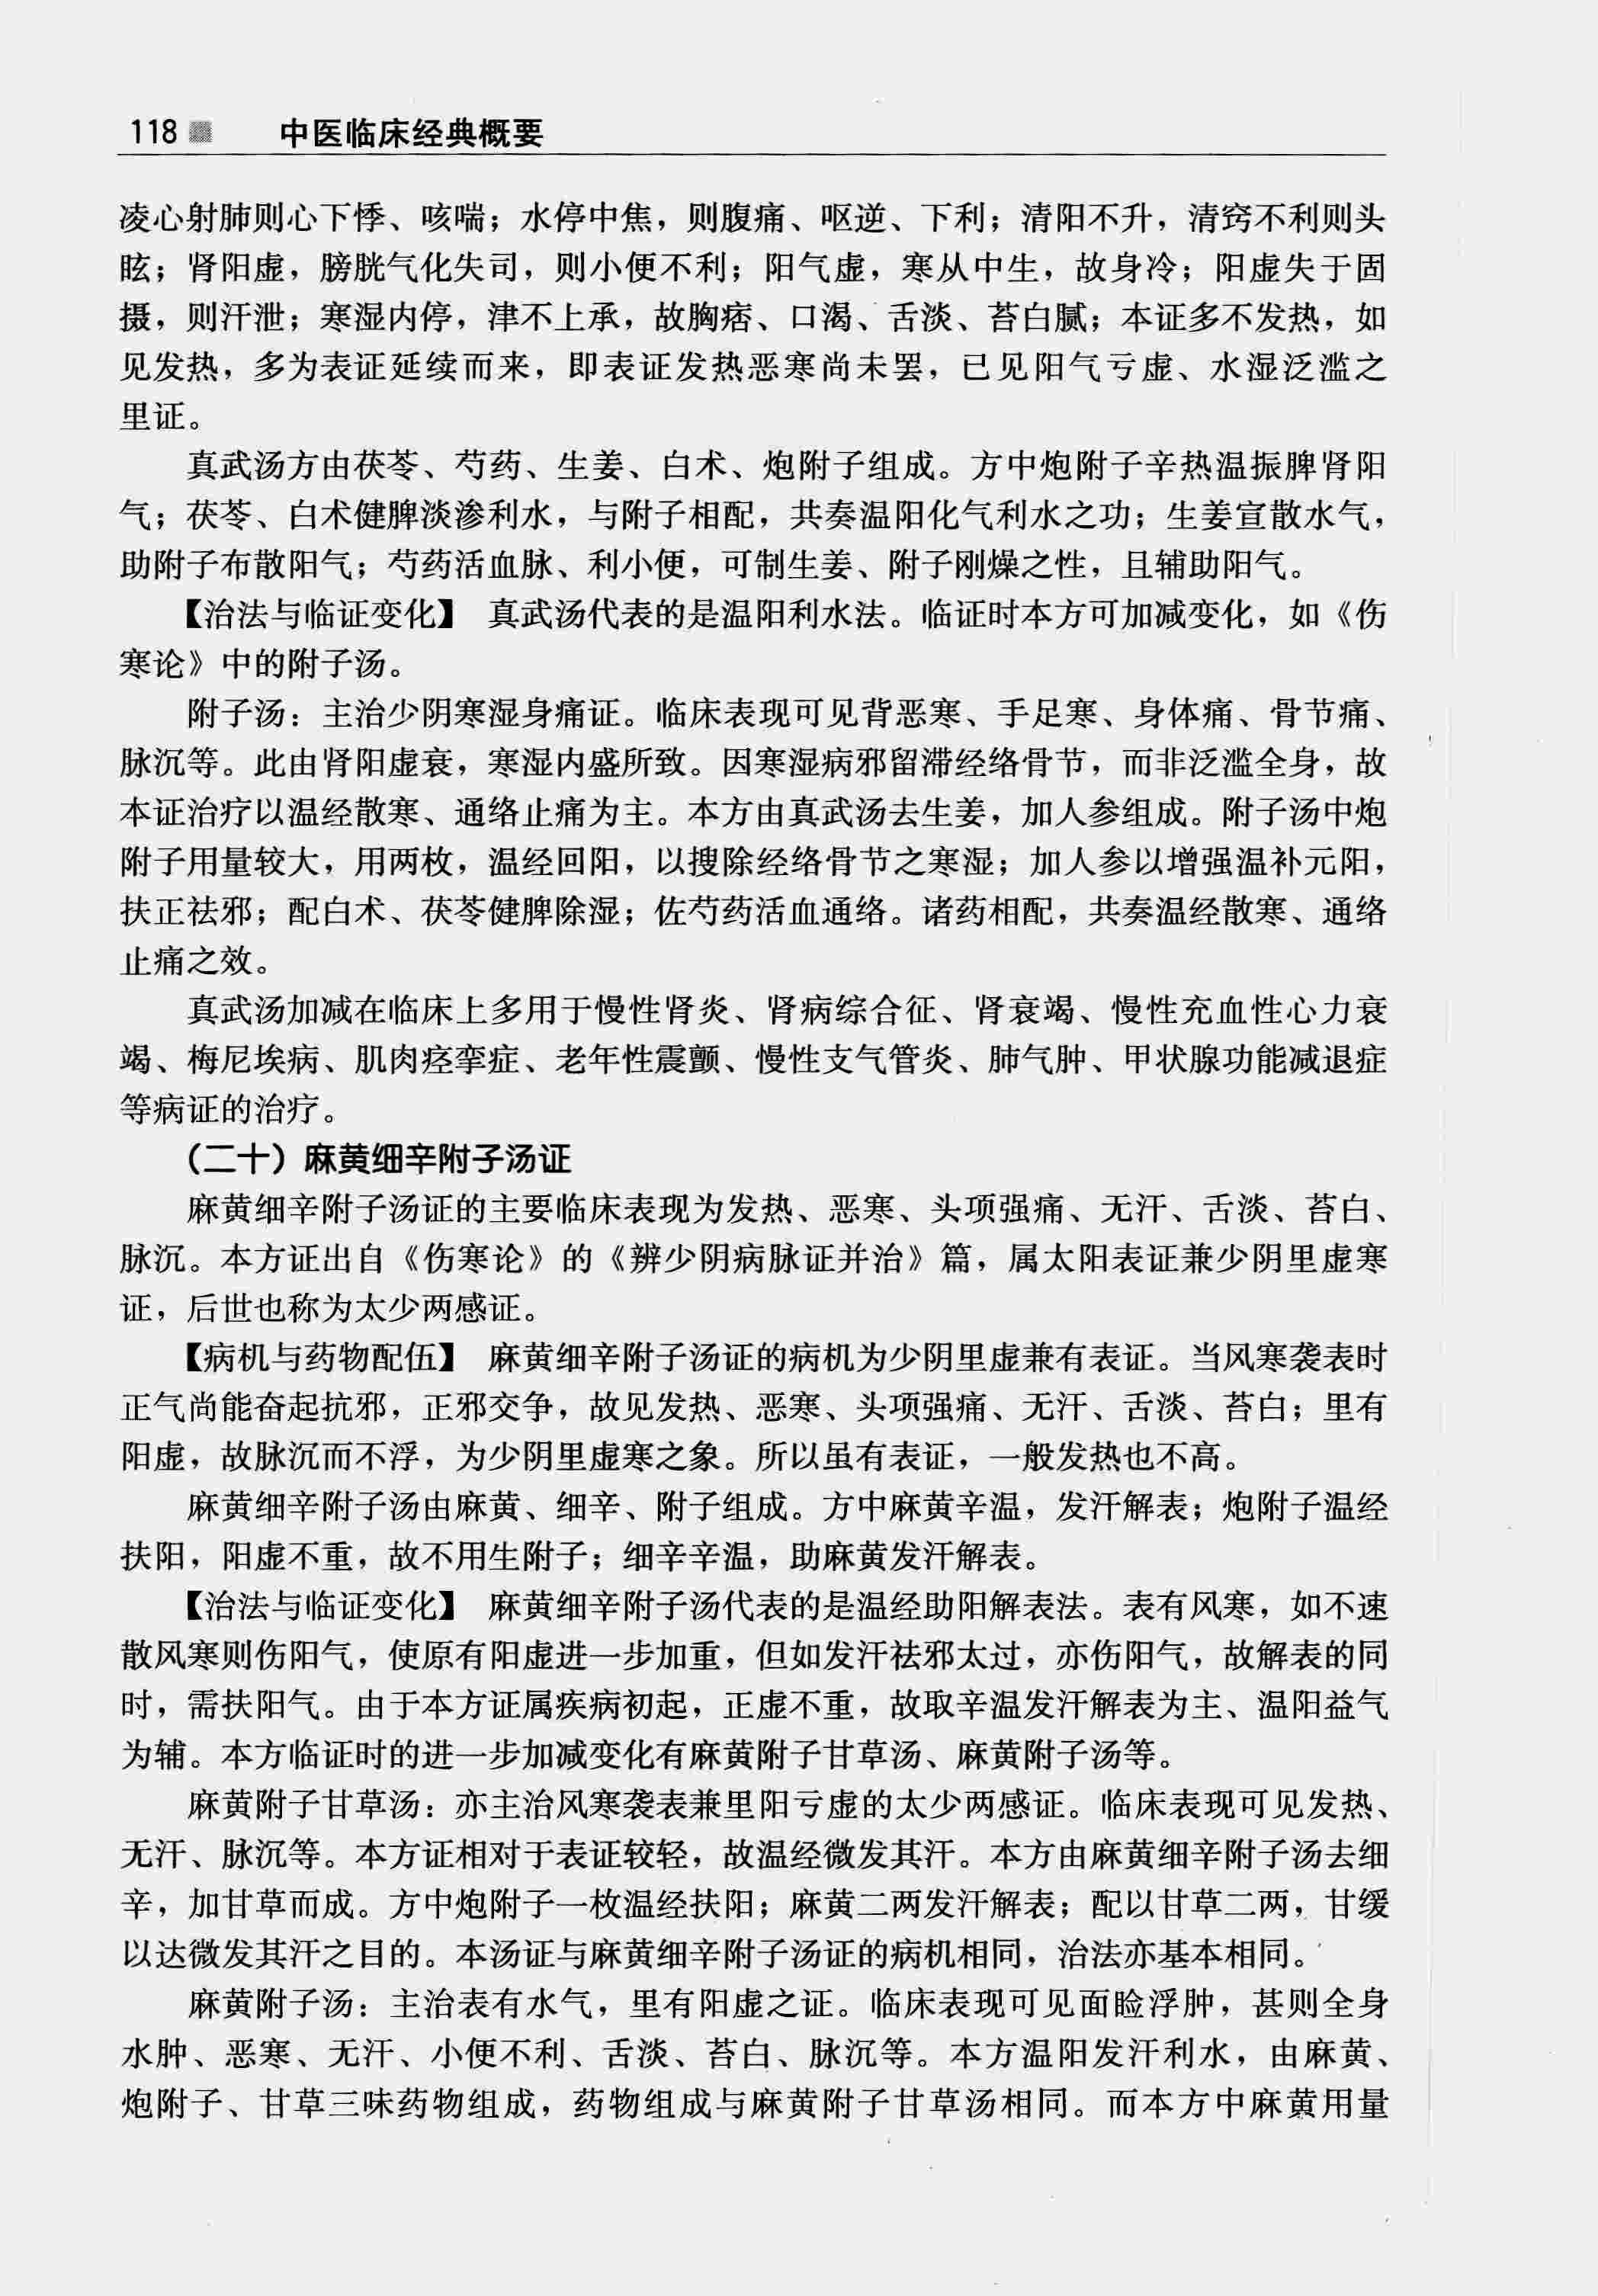 118 中医临床经典概要
凌心射肺则心下悸、咳喘；水停中焦，则腹痛、呕逆、下利；清阳不升，清窍不利则头
眩；肾阳虚，膀胱气化失司，则小便不利；阳气虚，寒从中生，故身冷；阳虚失于固
摄，则汗泄；寒湿内停，津不上承，故胸痞、口渴、舌淡、苔白腻；本证多不发热，如
见发热，多为表证延续而来，即表证发热恶寒尚未罢，已见阳气亏虚、水湿泛滥之
里证。
真武汤方由茯苓、芍药、生姜、白术、炮附子组成。方中炮附子辛热温振脾肾阳
气；茯苓、白术健脾淡渗利水，与附子相配，共奏温阳化气利水之功；生姜宣散水气，
助附子布散阳气；芍药活血脉、利小便，可制生姜、附子刚燥之性，且辅助阳气。
【治法与临证变化】 真武汤代表的是温阳利水法。临证时本方可加减变化，如《伤
寒论》中的附子汤。
附子汤：主治少阴寒湿身痛证。临床表现可见背恶寒、手足寒、身体痛、骨节痛、
脉沉等。此由肾阳虚衰，寒湿内盛所致。因寒湿病邪留滞经络骨节，而非泛滥全身，故
本证治疗以温经散寒、通络止痛为主。本方由真武汤去生姜，加人参组成。附子汤中炮
附子用量较大，用两枚，温经回阳，以搜除经络骨节之寒湿；加人参以增强温补元阳，
扶正祛邪；配白术、茯苓健脾除湿；佐芍药活血通络。诸药相配，共奏温经散寒、通络
止痛之效。
真武汤加减在临床上多用于慢性肾炎、肾病综合征、肾衰竭、慢性充血性心力衰
竭、梅尼埃病、肌肉痉挛症、老年性震颤、慢性支气管炎、肺气肿、甲状腺功能减退症
等病证的治疗。
（二十）麻黄细辛附子汤证
麻黄细辛附子汤证的主要临床表现为发热、恶寒、头项强痛、无汗、舌淡、苔白、
脉沉。本方证出自《伤寒论》的《辨少阴病脉证并治》篇，属太阳表证兼少阴里虚寒
证，后世也称为太少两感证。
【病机与药物配伍】 麻黄细辛附子汤证的病机为少阴里虚兼有表证。当风寒袭表时
正气尚能奋起抗邪，正邪交争，故见发热、恶寒、头项强痛、无汗、舌淡、苔白；里有
阳虚，故脉沉而不浮，为少阴里虚寒之象。所以虽有表证，一般发热也不高。
麻黄细辛附子汤由麻黄、细辛、附子组成。方中麻黄辛温，发汗解表；炮附子温经
扶阳，阳虚不重，故不用生附子；细辛辛温，助麻黄发汗解表。
【治法与临证变化】 麻黄细辛附子汤代表的是温经助阳解表法。表有风寒，如不速
散风寒则伤阳气，使原有阳虚进一步加重，但如发汗祛邪太过，亦伤阳气，故解表的同
时，需扶阳气。由于本方证属疾病初起，正虚不重，故取辛温发汗解表为主、温阳益气
为辅。本方临证时的进一步加减变化有麻黄附子甘草汤、麻黄附子汤等。
麻黄附子甘草汤：亦主治风寒袭表兼里阳亏虚的太少两感证。临床表现可见发热、
无汗、脉沉等。本方证相对于表证较轻，故温经微发其汗。本方由麻黄细辛附子汤去细
辛，加甘草而成。方中炮附子一枚温经扶阳；麻黄二两发汗解表；配以甘草二两，甘缓
以达微发其汗之目的。本汤证与麻黄细辛附子汤证的病机相同，治法亦基本相同。
麻黄附子汤：主治表有水气，里有阳虚之证。临床表现可见面睑浮肿，甚则全身
水肿、恶寒、无汗、小便不利、舌淡、苔白、脉沉等。本方温阳发汗利水，由麻黄、
炮附子、甘草三味药物组成，药物组成与麻黄附子甘草汤相同。而本方中麻黄用量